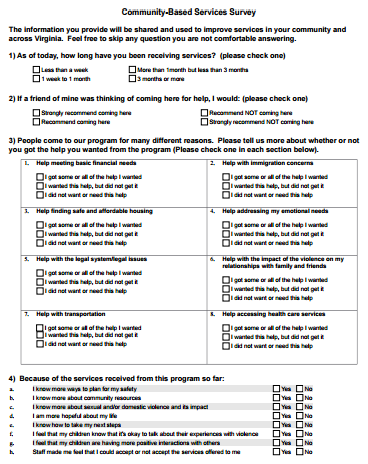 Community-Based Services Survey
The information you provide will be shared and used to improve services in your community and
across Virginia. Feel free to skip any question you are not comfortable answering.
1) As of today, how long have you been receiving services? (please check one)
Less than a week
More than 1month but less than 3 months
1 week to 1 month
3 months or more
2) If a friend of mine was thinking of coming here for help, I would: (please check one)
Strongly recommend coming here
Recommend NOT coming here
Recommend coming here
Strongly recommend NOT coming here
3) People come to our program for many different reasons. Please tell us more about whether or not
you got the help you wanted from the program (Please check one in each section below).
1. Help meeting basic financial needs
I got some or all of the help I wanted
I wanted this help, but did not get it
I did not want or need this help
2. Help with immigration concerns
I got some or all of the help I wanted
I wanted this help, but did not get it
I did not want or need this help
3. Help finding safe and affordable housing
I got some or all of the help I wanted
I wanted this help, but did not get it
I did not want or need this help
4. Help addressing my emotional needs
I got some or all of the help I wanted
I wanted this help, but did not get it
I did not want or need this help
5. Help with the legal system/legal issues
I got some or all of the help I wanted
I wanted this help, but did not get it
I did not want or need this help
6. Help with the impact of the violence on my
relationships with family and friends
I got some or all of the help I wanted
I wanted this help, but did not get it
I did not want or need this help
7. Help with transportation
I got some or all of the help I wanted
I wanted this help, but did not get it
I did not want or need this help
8. Help accessing health care services
I got some or all of the help I wanted
I wanted this help, but did not get it
I did not want or need this help
4) Because of the services received from this program so far:
a. I know more ways to plan for my safety Yes No
b. I know more about community resources Yes No
c. I know more about sexual and/or domestic violence and its impact Yes No
d. I am more hopeful about my life Yes No
e. I know how to take my next steps Yes No
f. I feel that my children know that it's okay to talk about their experiences with violence Yes No
g. I feel that my children are having more positive interactions with others Yes No
h. Staff made me feel that I could accept or not accept the services offered to me Yes No